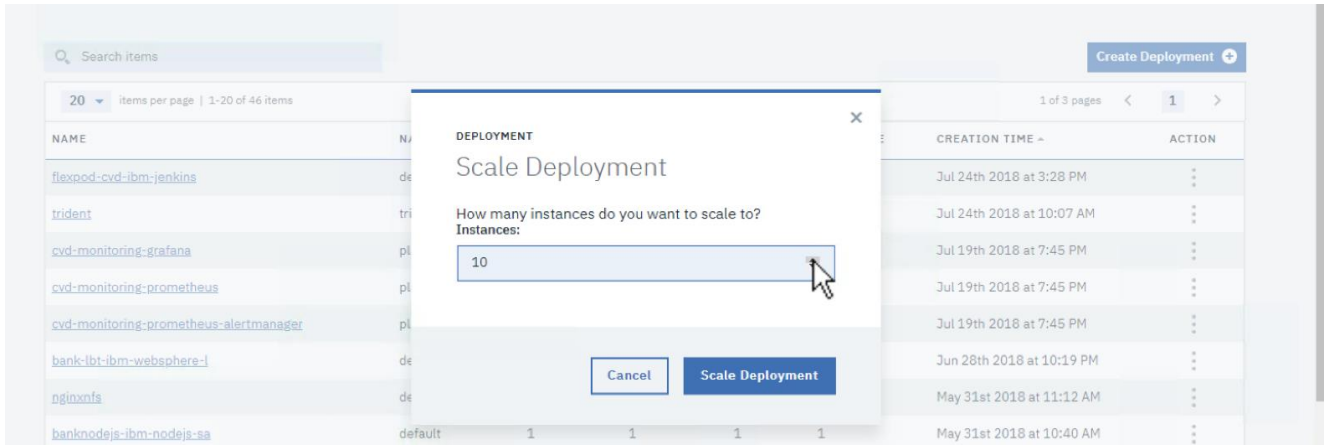 Search items
Create Deployment
20 items per page | 1-20 of 46 items
1 of 3 pages < 1 >
NAME
CREATION TIME
ACTION
DEPLOYMENT
Scale Deployment
How many instances do you want to scale to?
Instances:
10
Cancel
Scale Deployment
flexpod-cvd-ibm-jenkins
Jul 24th 2018 at 3:28 PM
trident
Jul 24th 2018 at 10:07 AM
cvd-monitoring-grafana
Jul 19th 2018 at 7:45 PM
cvd-monitoring-prometheus
Jul 19th 2018 at 7:45 PM
cvd-monitoring-prometheus-alertmanager
Jul 19th 2018 at 7:45 PM
bank-lbt-ibm-websphere-l
Jun 28th 2018 at 10:19 PM
nginxnfs
May 31st 2018 at 11:12 AM
banknodejs-ibm-nodejs-sa default 1 1 1 1 May 31st 2018 at 10:40 AM